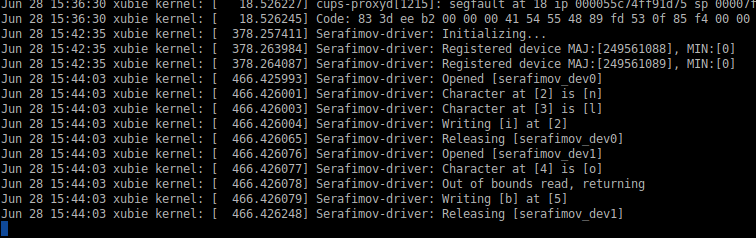 Jun 28 15:36:30 xubie kernel: [   18.526227] cups-proxyd[1215]: segfault at 18 ip 000055c74ff91d75 sp 00007f
Jun 28 15:36:30 xubie kernel: [   18.526245] Code: 83 3d ee b2 00 00 00 41 54 55 48 89 fd 53 0f 85 f4 00 00
Jun 28 15:42:35 xubie kernel: [  378.257411] Serafimov-driver: Initializing...
Jun 28 15:42:35 xubie kernel: [  378.263984] Serafimov-driver: Registered device MAJ:[249561088], MIN:[0]
Jun 28 15:42:35 xubie kernel: [  378.264087] Serafimov-driver: Registered device MAJ:[249561089], MIN:[0]
Jun 28 15:44:03 xubie kernel: [  466.425993] Serafimov-driver: Opened [serafimov_dev0]
Jun 28 15:44:03 xubie kernel: [  466.426001] Serafimov-driver: Character at [2] is [n]
Jun 28 15:44:03 xubie kernel: [  466.426003] Serafimov-driver: Character at [3] is [l]
Jun 28 15:44:03 xubie kernel: [  466.426004] Serafimov-driver: Writing [i] at [2]
Jun 28 15:44:03 xubie kernel: [  466.426065] Serafimov-driver: Releasing [serafimov_dev0]
Jun 28 15:44:03 xubie kernel: [  466.426076] Serafimov-driver: Opened [serafimov_dev1]
Jun 28 15:44:03 xubie kernel: [  466.426077] Serafimov-driver: Character at [4] is [o]
Jun 28 15:44:03 xubie kernel: [  466.426078] Serafimov-driver: Out of bounds read, returning
Jun 28 15:44:03 xubie kernel: [  466.426079] Serafimov-driver: Writing [b] at [5]
Jun 28 15:44:03 xubie kernel: [  466.426248] Serafimov-driver: Releasing [serafimov_dev1]